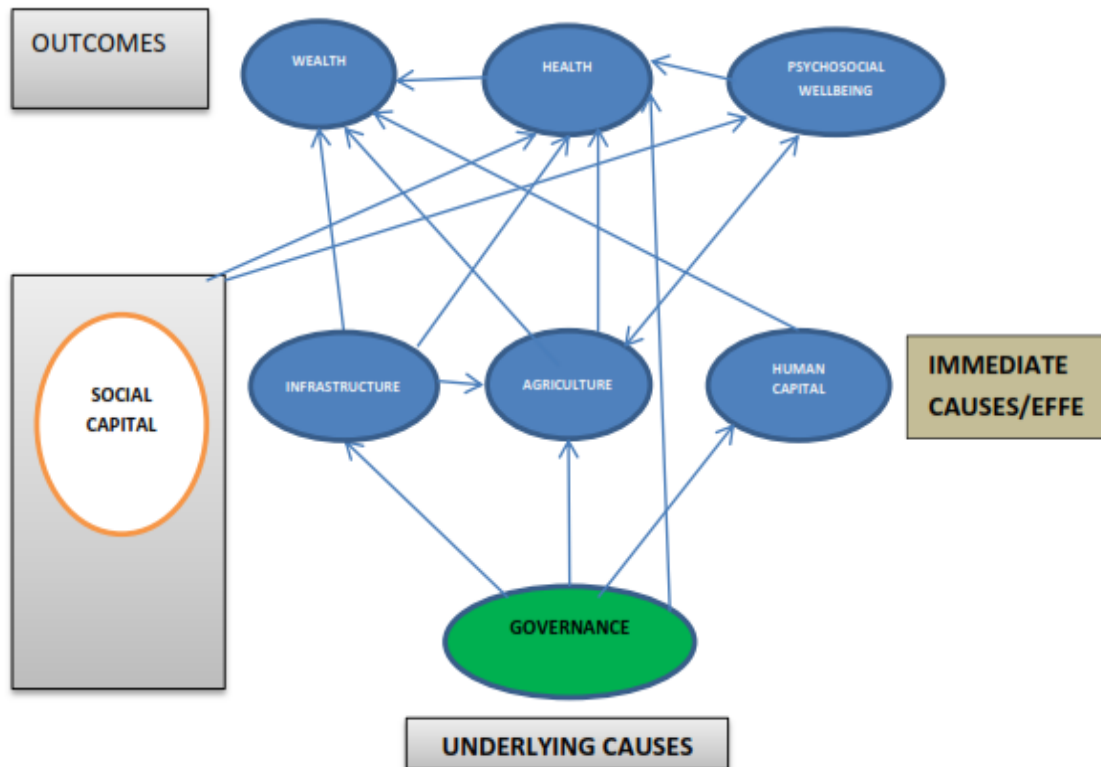 OUTCOMES
WEALTH
HEALTH
PSYCHOSOCIAL
WELLBEING
SOCIAL
CAPITAL
INFRASTRUCTURE
AGRICULTURE
HUMAN
CAPITAL
IMMEDIATE
CAUSES/EFFE
GOVERNANCE
UNDERLYING CAUSES